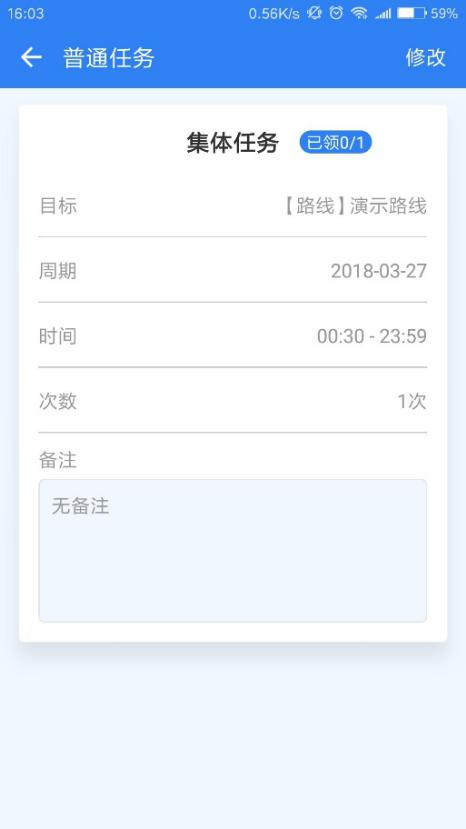 16:03 0.56K/s 59%
普通任务 修改
集体任务 已领0/1
目标 【路线】演示路线
周期 2018-03-27
时间 00:30 - 23:59
次数 1次
备注
无备注